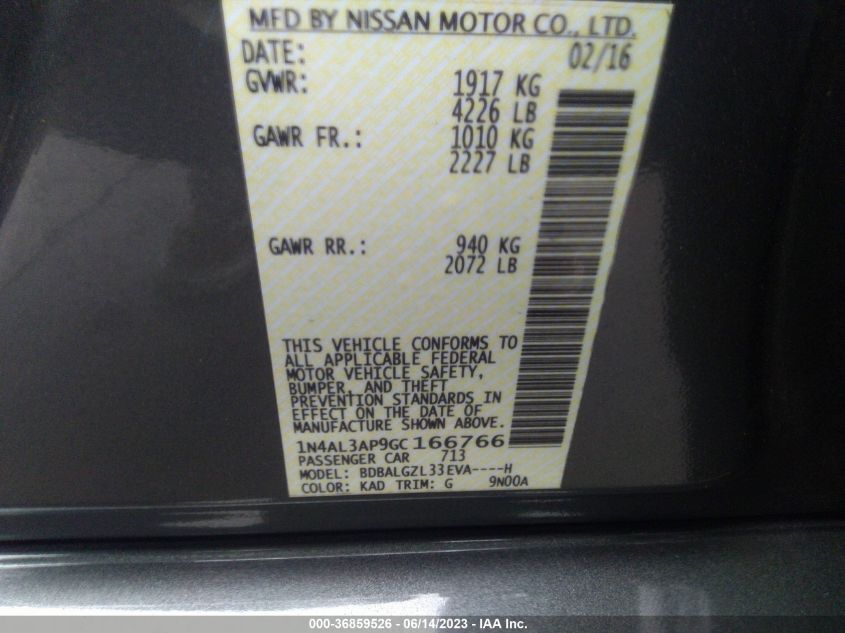 MFD BY NISSAN MOTOR CO., LTD.
DATE: 02/16
GVWR: 1917 KG
4226 LB
GAWR FR.: 1010 KG
2227 LB
GAWR RR.: 940 KG
2072 LB
THIS VEHICLE CONFORMS TO
ALL APPLICABLE FEDERAL
MOTOR VEHICLE SAFETY,
BUMPER, AND THEFT
PREVENTION STANDARDS IN
EFFECT ON THE DATE OF
MANUFACTURE SHOWN ABOVE.
1N4AL3AP9GC166766
PASSENGER CAR 713
MODEL: BDBALGZL33EVA----H
COLOR: KAD TRIM: G 9N00A
000-36859526 - 06/14/2023 - IAA Inc.